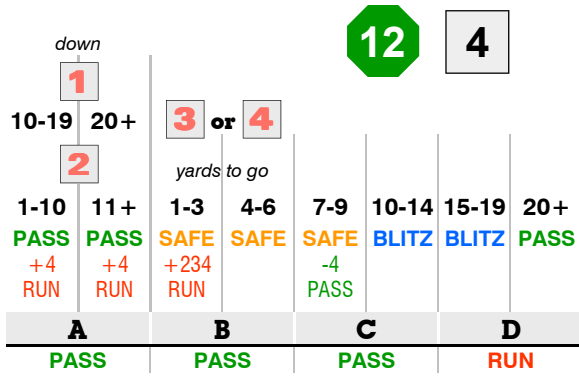 12 4
down
1
10-19 20+ 3 or 4
2 yards to go
1-10 11+ 1-3 4-6 7-9 10-14 15-19 20+
PASS PASS SAFE SAFE SAFE BLITZ BLITZ PASS
+4 +4 +234 -4
RUN RUN RUN PASS
A B C D
PASS PASS PASS RUN